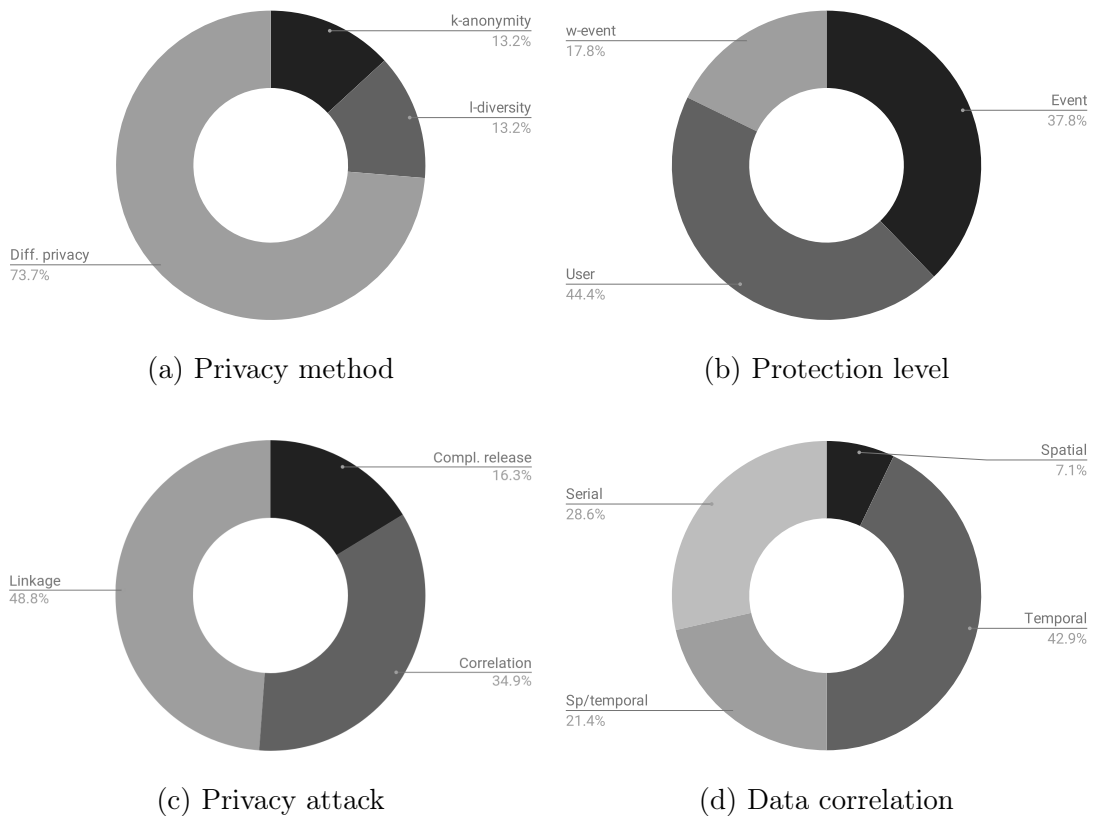 k-anonymity
13.2%
l-diversity
13.2%
Diff. privacy
73.7%
(a) Privacy method
w-event
17.8%
Event
37.8%
User
44.4%
(b) Protection level
Compl. release
16.3%
Linkage
48.8%
Correlation
34.9%
(c) Privacy attack
Spatial
7.1%
Serial
28.6%
Temporal
42.9%
Sp/temporal
21.4%
(d) Data correlation